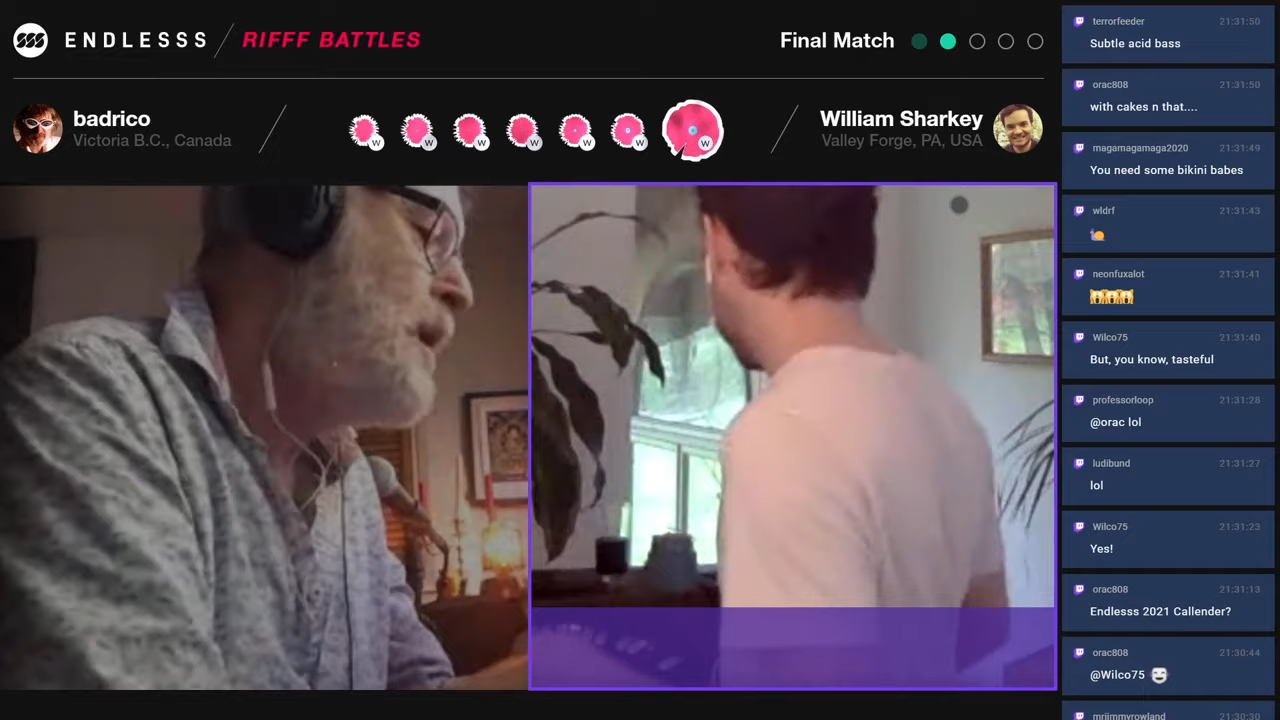 ENDLESSS / RIFFF BATTLES
Final Match
badrico
Victoria B.C., Canada
W W W W W W W
William Sharkey
Valley Forge, PA, USA
terrorfeeder 21:31:50
Subtle acid bass
orac808 21:31:50
with cakes n that....
magamagamaga2020 21:31:49
You need some bikini babes
wldrf 21:31:43
neonfuxalot 21:31:41
Wilco75 21:31:40
But, you know, tasteful
professorloop 21:31:28
@orac lol
ludibund 21:31:27
lol
Wilco75 21:31:23
Yes!
orac808 21:31:13
Endlesss 2021 Callender?
orac808 21:30:44
@Wilco75
mrjimmyrowland 21:30:30